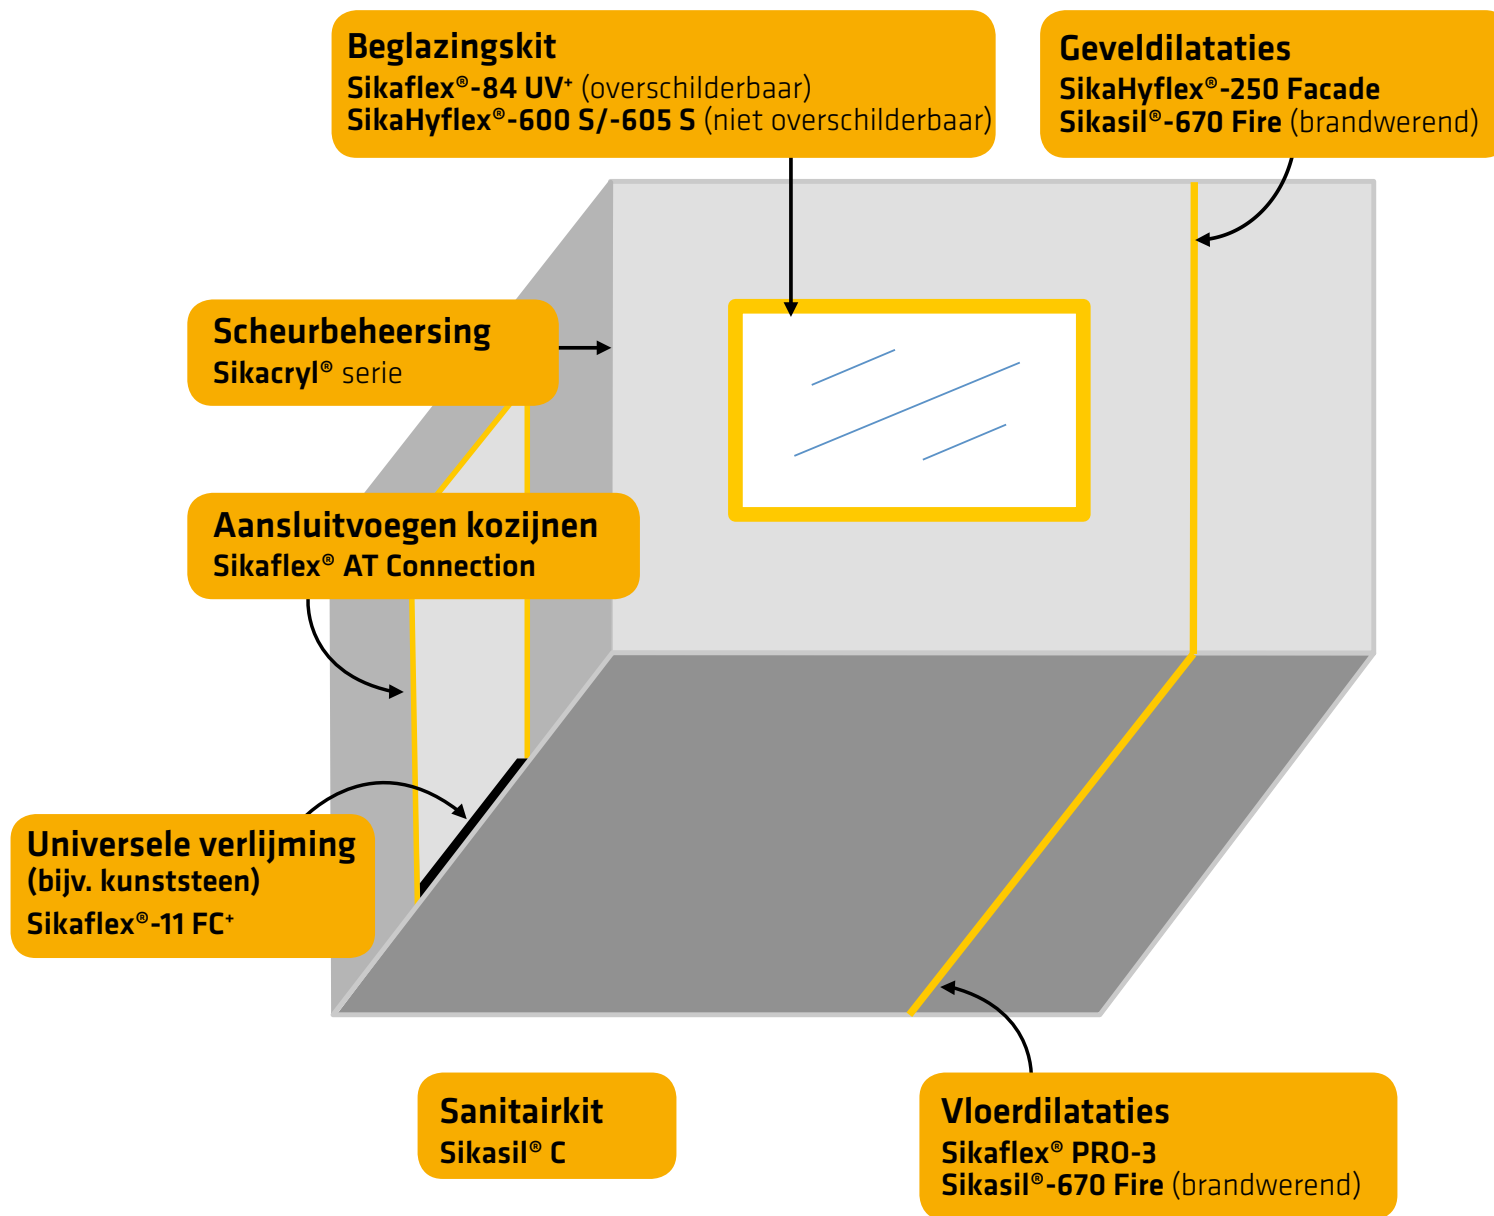 Beglazingskit
Sikaflex®-84 UV⁺ (overschilderbaar)
SikaHyflex®-600 S/-605 S (niet overschilderbaar)
Geveldilataties
SikaHyflex®-250 Facade
Sikasil®-670 Fire (brandwerend)
Scheurbeheersing
Sikacryl® serie
Aansluitvoegen kozijnen
Sikaflex® AT Connection
Universele verlijming
(bijv. kunststeen)
Sikaflex®-11 FC⁺
Sanitairkit
Sikasil® C
Vloerdilataties
Sikaflex® PRO-3
Sikasil®-670 Fire (brandwerend)